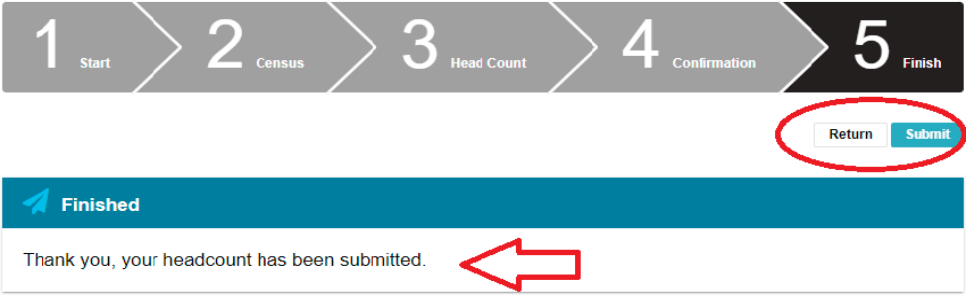 1 Start 2 Census 3 Head Count 4 Confirmation 5 Finish
Return Submit
Finished
Thank you, your headcount has been submitted.